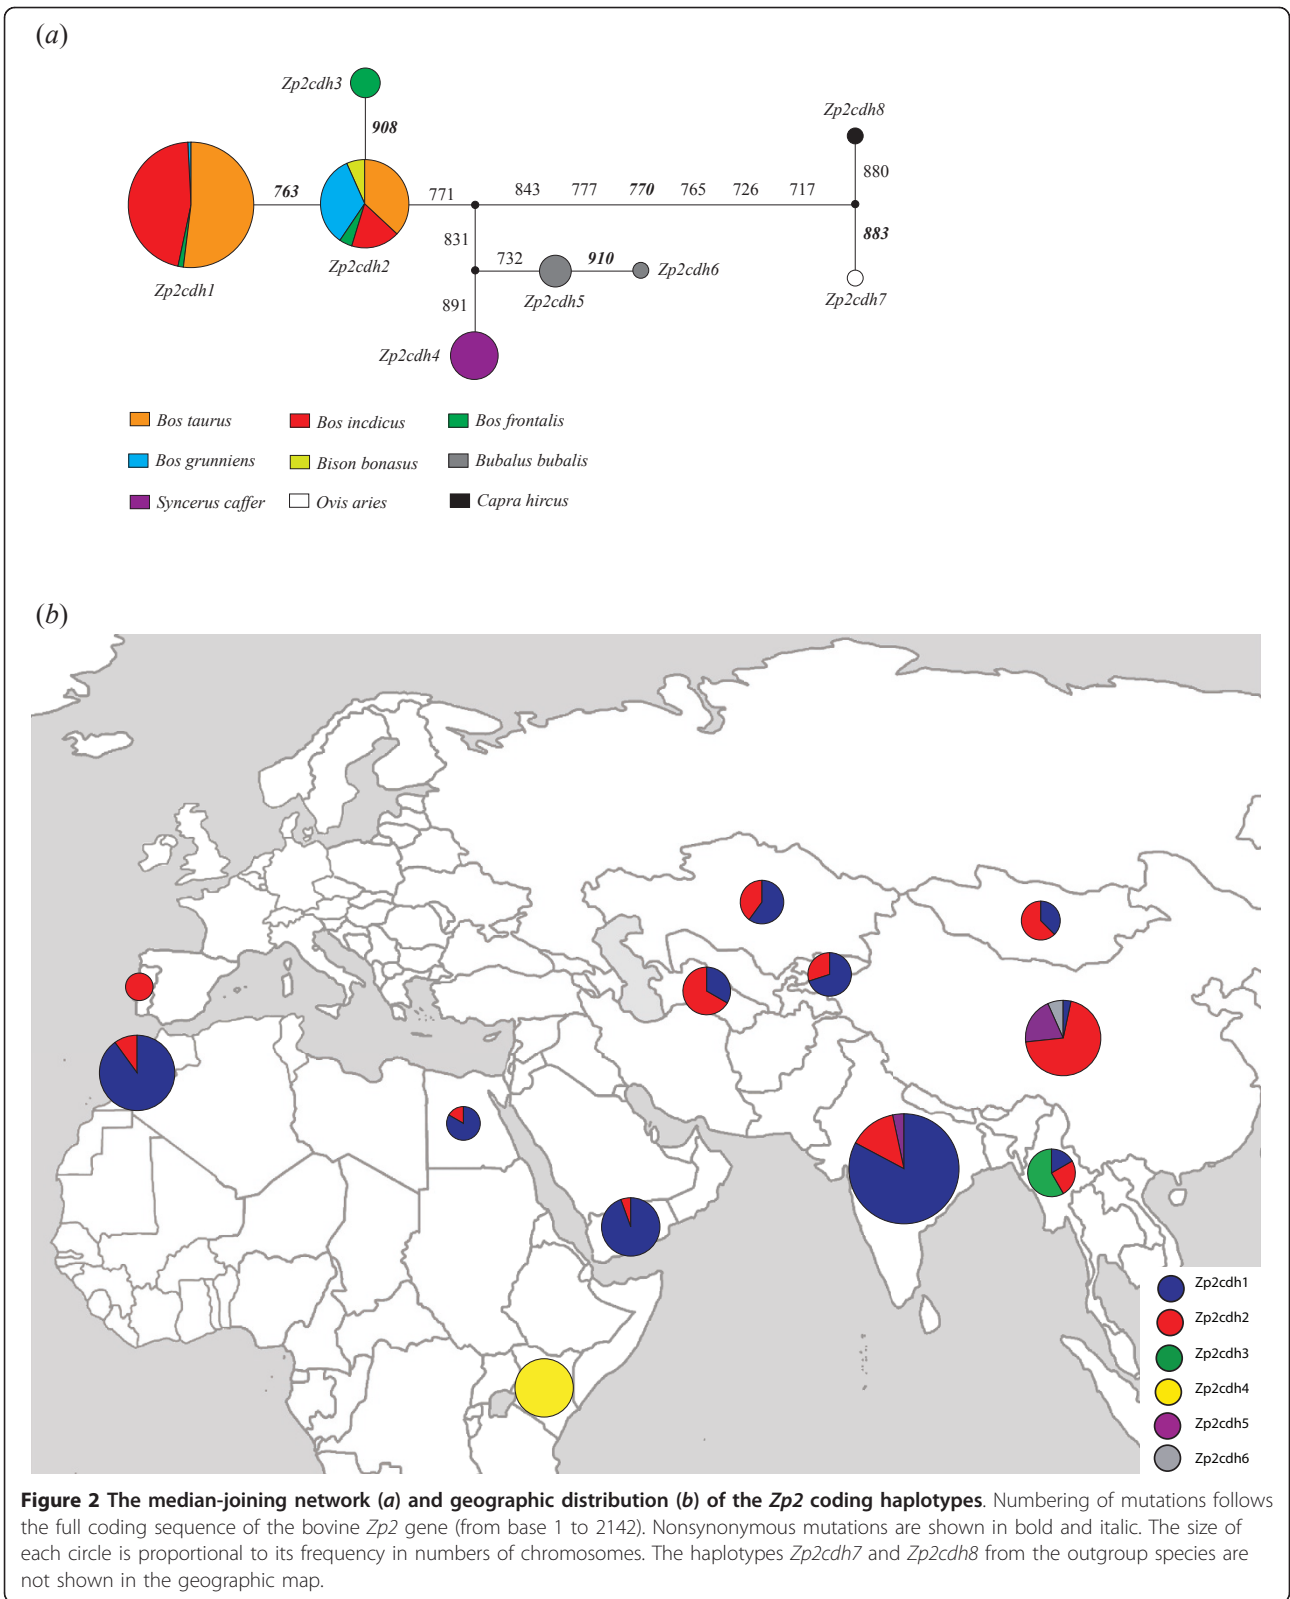 (a)
Zp2cdh3
Zp2cdh8
908
880
763
771
843 777 770 765 726 717
831
883
732 910
Zp2cdh6
Zp2cdh2
Zp2cdh1
Zp2cdh5
Zp2cdh7
891
Zp2cdh4
Bos taurus
Bos incdicus
Bos frontalis
Bos grunniens
Bison bonasus
Bubalus bubalis
Syncerus caffer
Ovis aries
Capra hircus
(b)
Zp2cdh1
Zp2cdh2
Zp2cdh3
Zp2cdh4
Zp2cdh5
Zp2cdh6
Figure 2 The median-joining network (a) and geographic distribution (b) of the Zp2 coding haplotypes. Numbering of mutations follows
the full coding sequence of the bovine Zp2 gene (from base 1 to 2142). Nonsynonymous mutations are shown in bold and italic. The size of
each circle is proportional to its frequency in numbers of chromosomes. The haplotypes Zp2cdh7 and Zp2cdh8 from the outgroup species are
not shown in the geographic map.